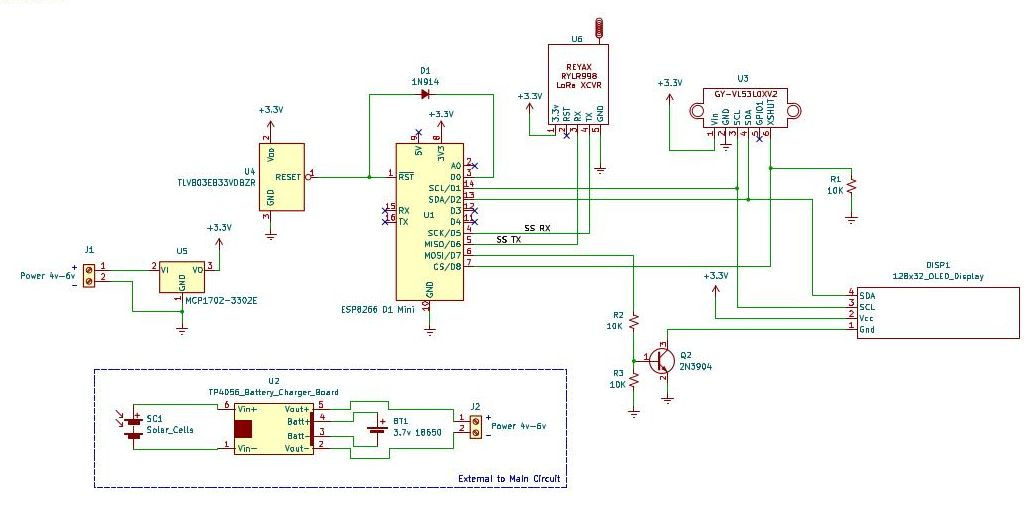 U6
REYAX
RYLR998
LoRa XCVR
+3.3V
3.3v
RST
RX
TX
GND
1
2
3
4
5
U3
GY-VL53L0XV2
+3.3V
Vin
GND
SCL
SDA
GPIO1
XSHUT
1
2
3
4
5
6
D1
1N914
+3.3V
9
8
5V
3V3
+3.3V
2
VDD
U4
TLV803EB33VDBZR
RESET
1
GND
3
1
RST
A0
2
D0
3
SCL/D1
14
SDA/D2
13
15
RX
D3
12
16
TX
U1
D4
11
SCK/D5
4
SS RX
MISO/D6
5
SS TX
MOSI/D7
6
CS/D8
7
GND
10
ESP8266 D1 Mini
R1
10K
J1
+
1
Power 4v-6v
2
-
U5
+3.3V
2
VI
VO
3
GND
1
MCP1702-3302E
+3.3V
DISP1
128x32_OLED_Display
4
SDA
3
SCL
2
Vcc
1
Gnd
R2
10K
R3
10K
1
3
2
Q2
2N3904
U2
TP4056_Battery_Charger_Board
+
SC1
Solar_Cells
6
Vin+
Vout+
5
Batt+
4
Batt-
3
1
Vin-
Vout-
2
+
BT1
3.7v 18650
J2
1
+
2
-
Power 4v-6v
External to Main Circuit